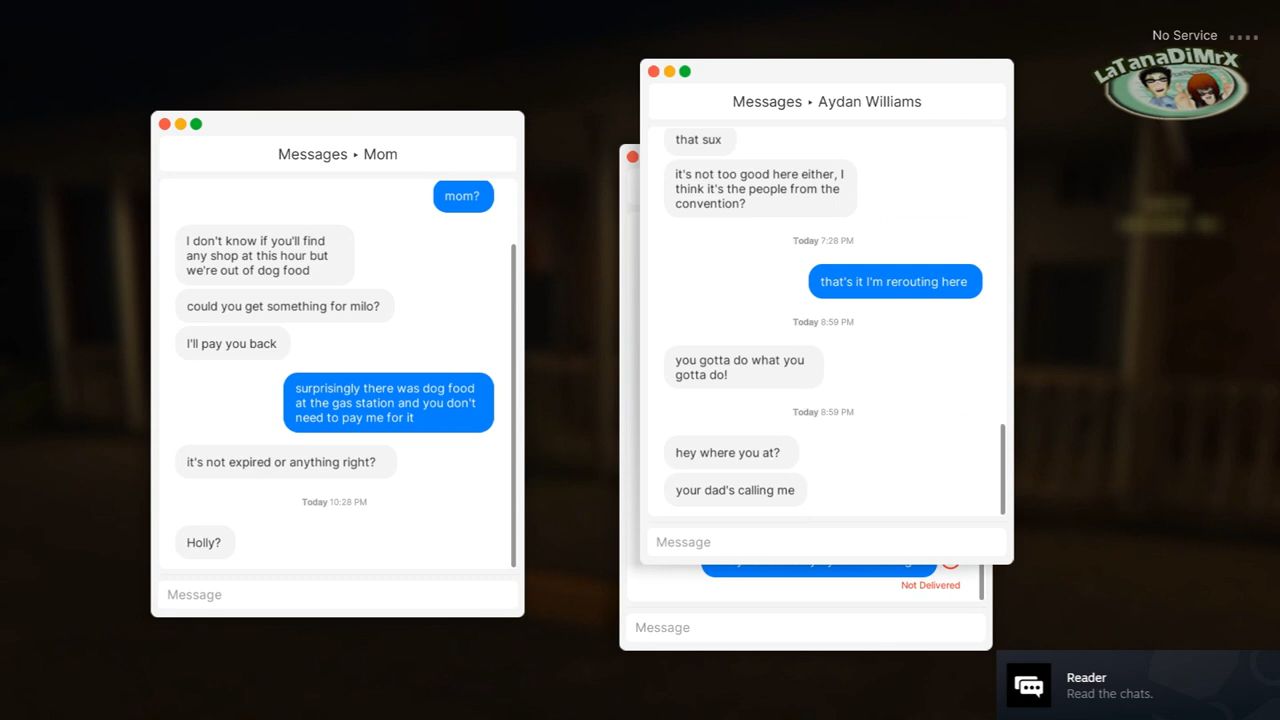 No Service
LaTanaDiMrX
Messages ▸ Mom
mom?
I don't know if you'll find
any shop at this hour but
we're out of dog food
could you get something for milo?
I'll pay you back
surprisingly there was dog food
at the gas station and you don't
need to pay me for it
it's not expired or anything right?
Today 10:28 PM
Holly?
Message
Messages ▸ Aydan Williams
that sux
it's not too good here either, I
think it's the people from the
convention?
Today 7:28 PM
that's it I'm rerouting here
Today 8:59 PM
you gotta do what you
gotta do!
Today 8:59 PM
hey where you at?
your dad's calling me
Message
Not Delivered
Message
Reader
Read the chats.